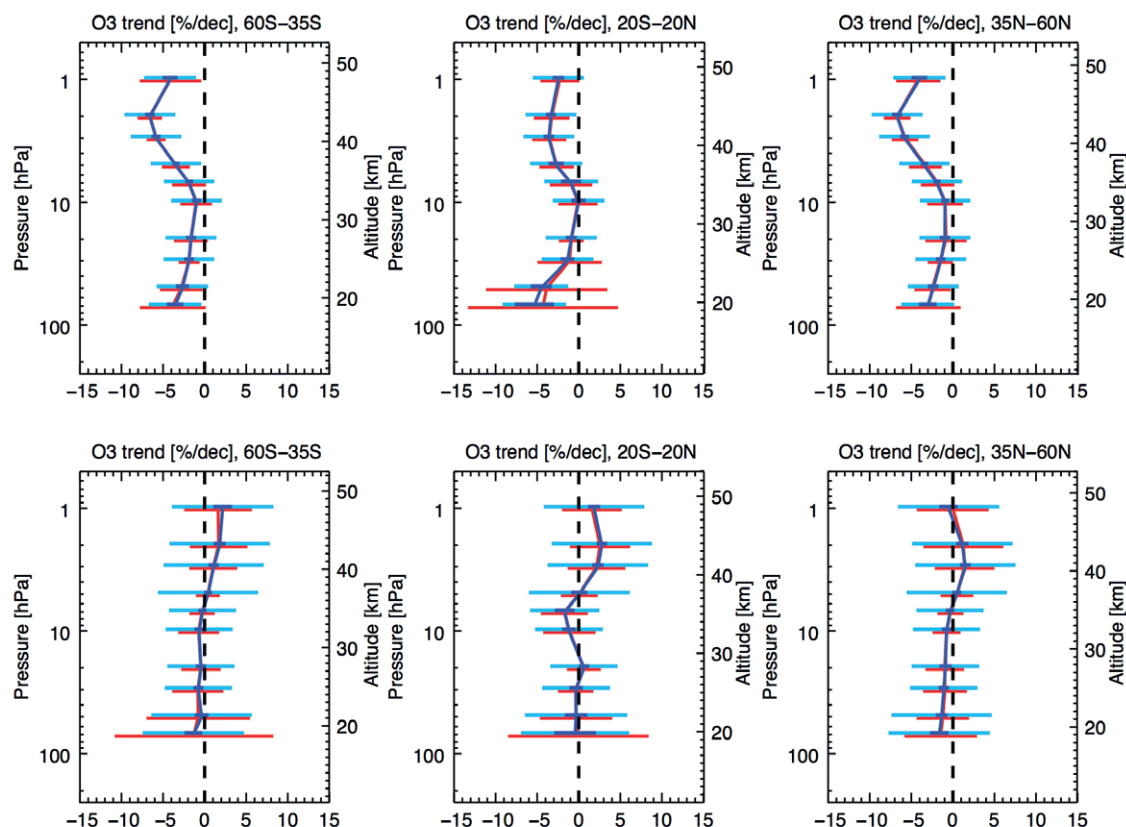 O3 trend [%/dec], 60S−35S
O3 trend [%/dec], 20S−20N
O3 trend [%/dec], 35N−60N
Pressure [hPa]
1
10
100
50
40
30
20
Altitude [km]
Pressure [hPa]
1
10
100
50
40
30
20
Altitude [km]
Pressure [hPa]
1
10
100
50
40
30
20
Altitude [km]
−15 −10 −5 0 5 10 15
−15 −10 −5 0 5 10 15
−15 −10 −5 0 5 10 15
O3 trend [%/dec], 60S−35S
O3 trend [%/dec], 20S−20N
O3 trend [%/dec], 35N−60N
Pressure [hPa]
1
10
100
50
40
30
20
Altitude [km]
Pressure [hPa]
1
10
100
50
40
30
20
Altitude [km]
Pressure [hPa]
1
10
100
50
40
30
20
Altitude [km]
−15 −10 −5 0 5 10 15
−15 −10 −5 0 5 10 15
−15 −10 −5 0 5 10 15